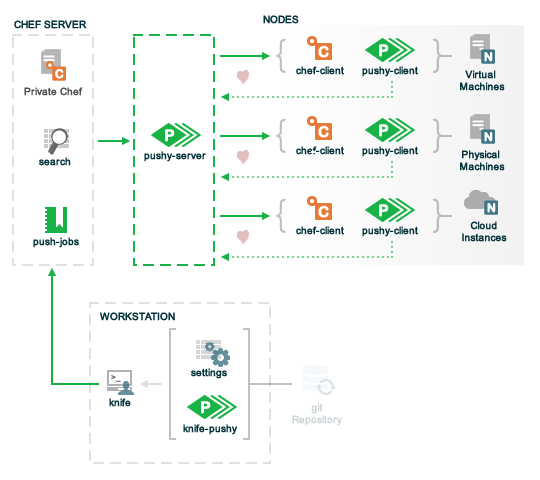 CHEF SERVER
NODES
C
Private Chef
search
push-jobs
P
pushy-server
C
chef-client
P
pushy-client
N
Virtual
Machines
C
chef-client
P
pushy-client
N
Physical
Machines
C
chef-client
P
pushy-client
N
Cloud
Instances
WORKSTATION
>_
knife
settings
P
knife-pushy
git
Repository